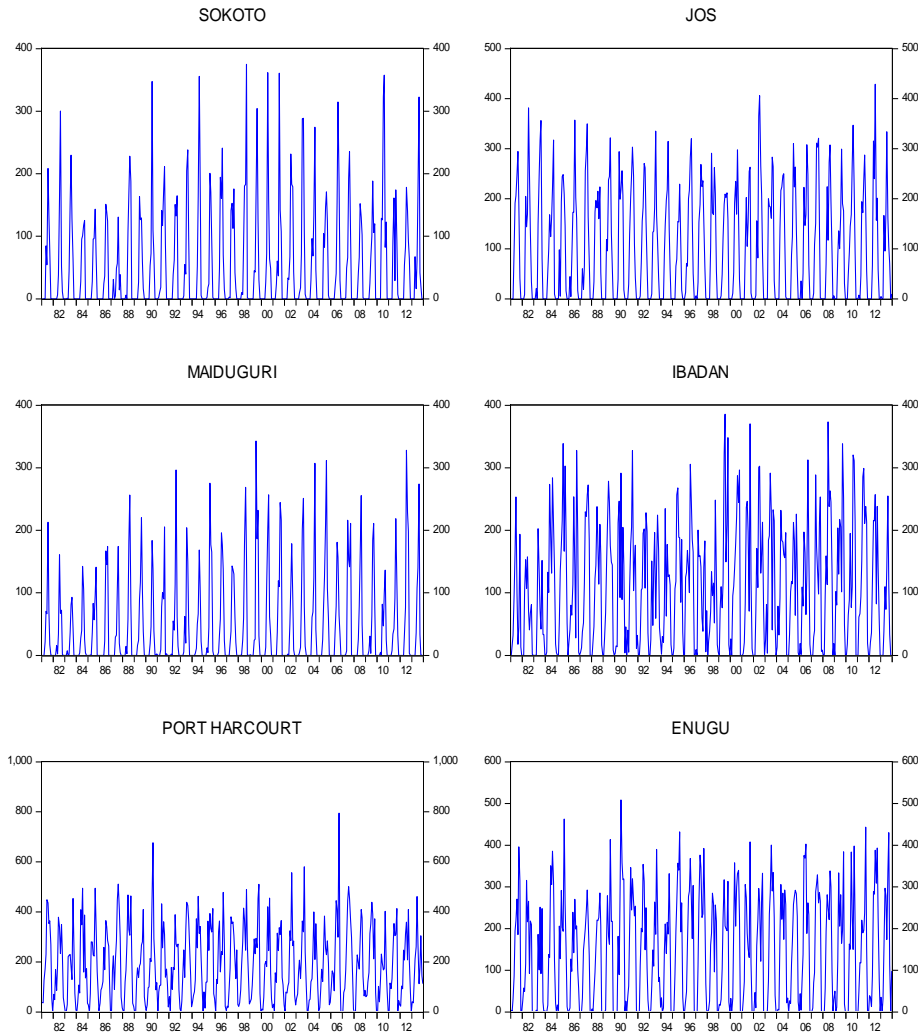 SOKOTO JOS
400 400 500 500
400 400
300 300
300 300
200 200
200 200
100 100
100 100
0 0 0 0
82 84 86 88 90 92 94 96 98 00 02 04 06 08 10 12 82 84 86 88 90 92 94 96 98 00 02 04 06 08 10 12
MAIDUGURI IBADAN
400 400 400 400
300 300 300 300
200 200 200 200
100 100 100 100
0 0 0 0
82 84 86 88 90 92 94 96 98 00 02 04 06 08 10 12 82 84 86 88 90 92 94 96 98 00 02 04 06 08 10 12
PORT HARCOURT ENUGU
1,000 1,000 600 600
500 500
800 800
400 400
600 600
300 300
400 400
200 200
200 200
100 100
0 0 0 0
82 84 86 88 90 92 94 96 98 00 02 04 06 08 10 12 82 84 86 88 90 92 94 96 98 00 02 04 06 08 10 12